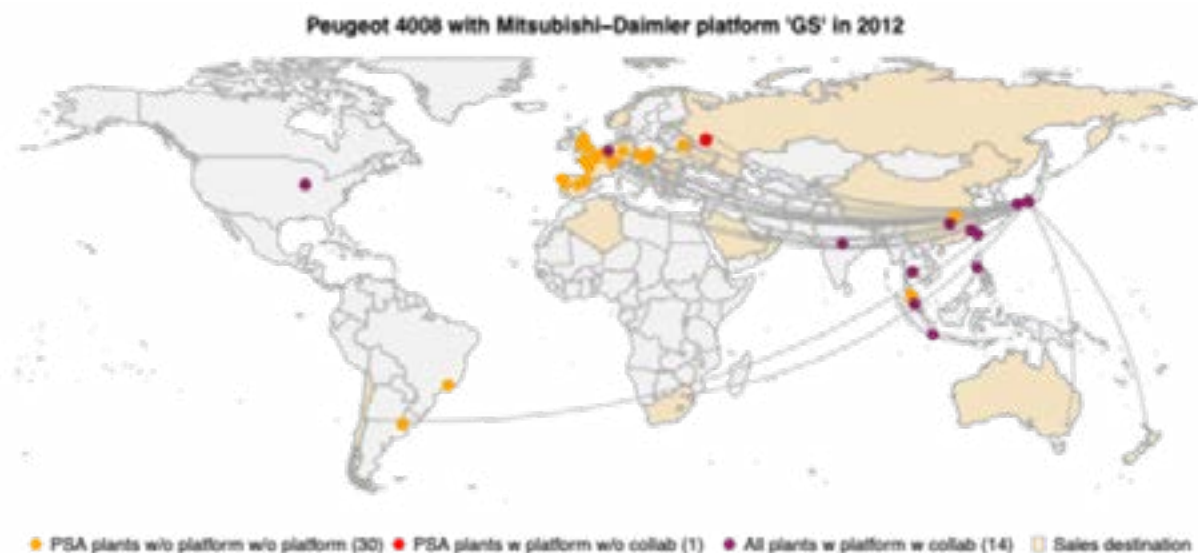 Peugeot 4008 with Mitsubishi–Daimler platform 'GS' in 2012
PSA plants w/o platform w/o platform (30) PSA plants w platform w/o collab (1) All plants w platform w collab (14) Sales destination